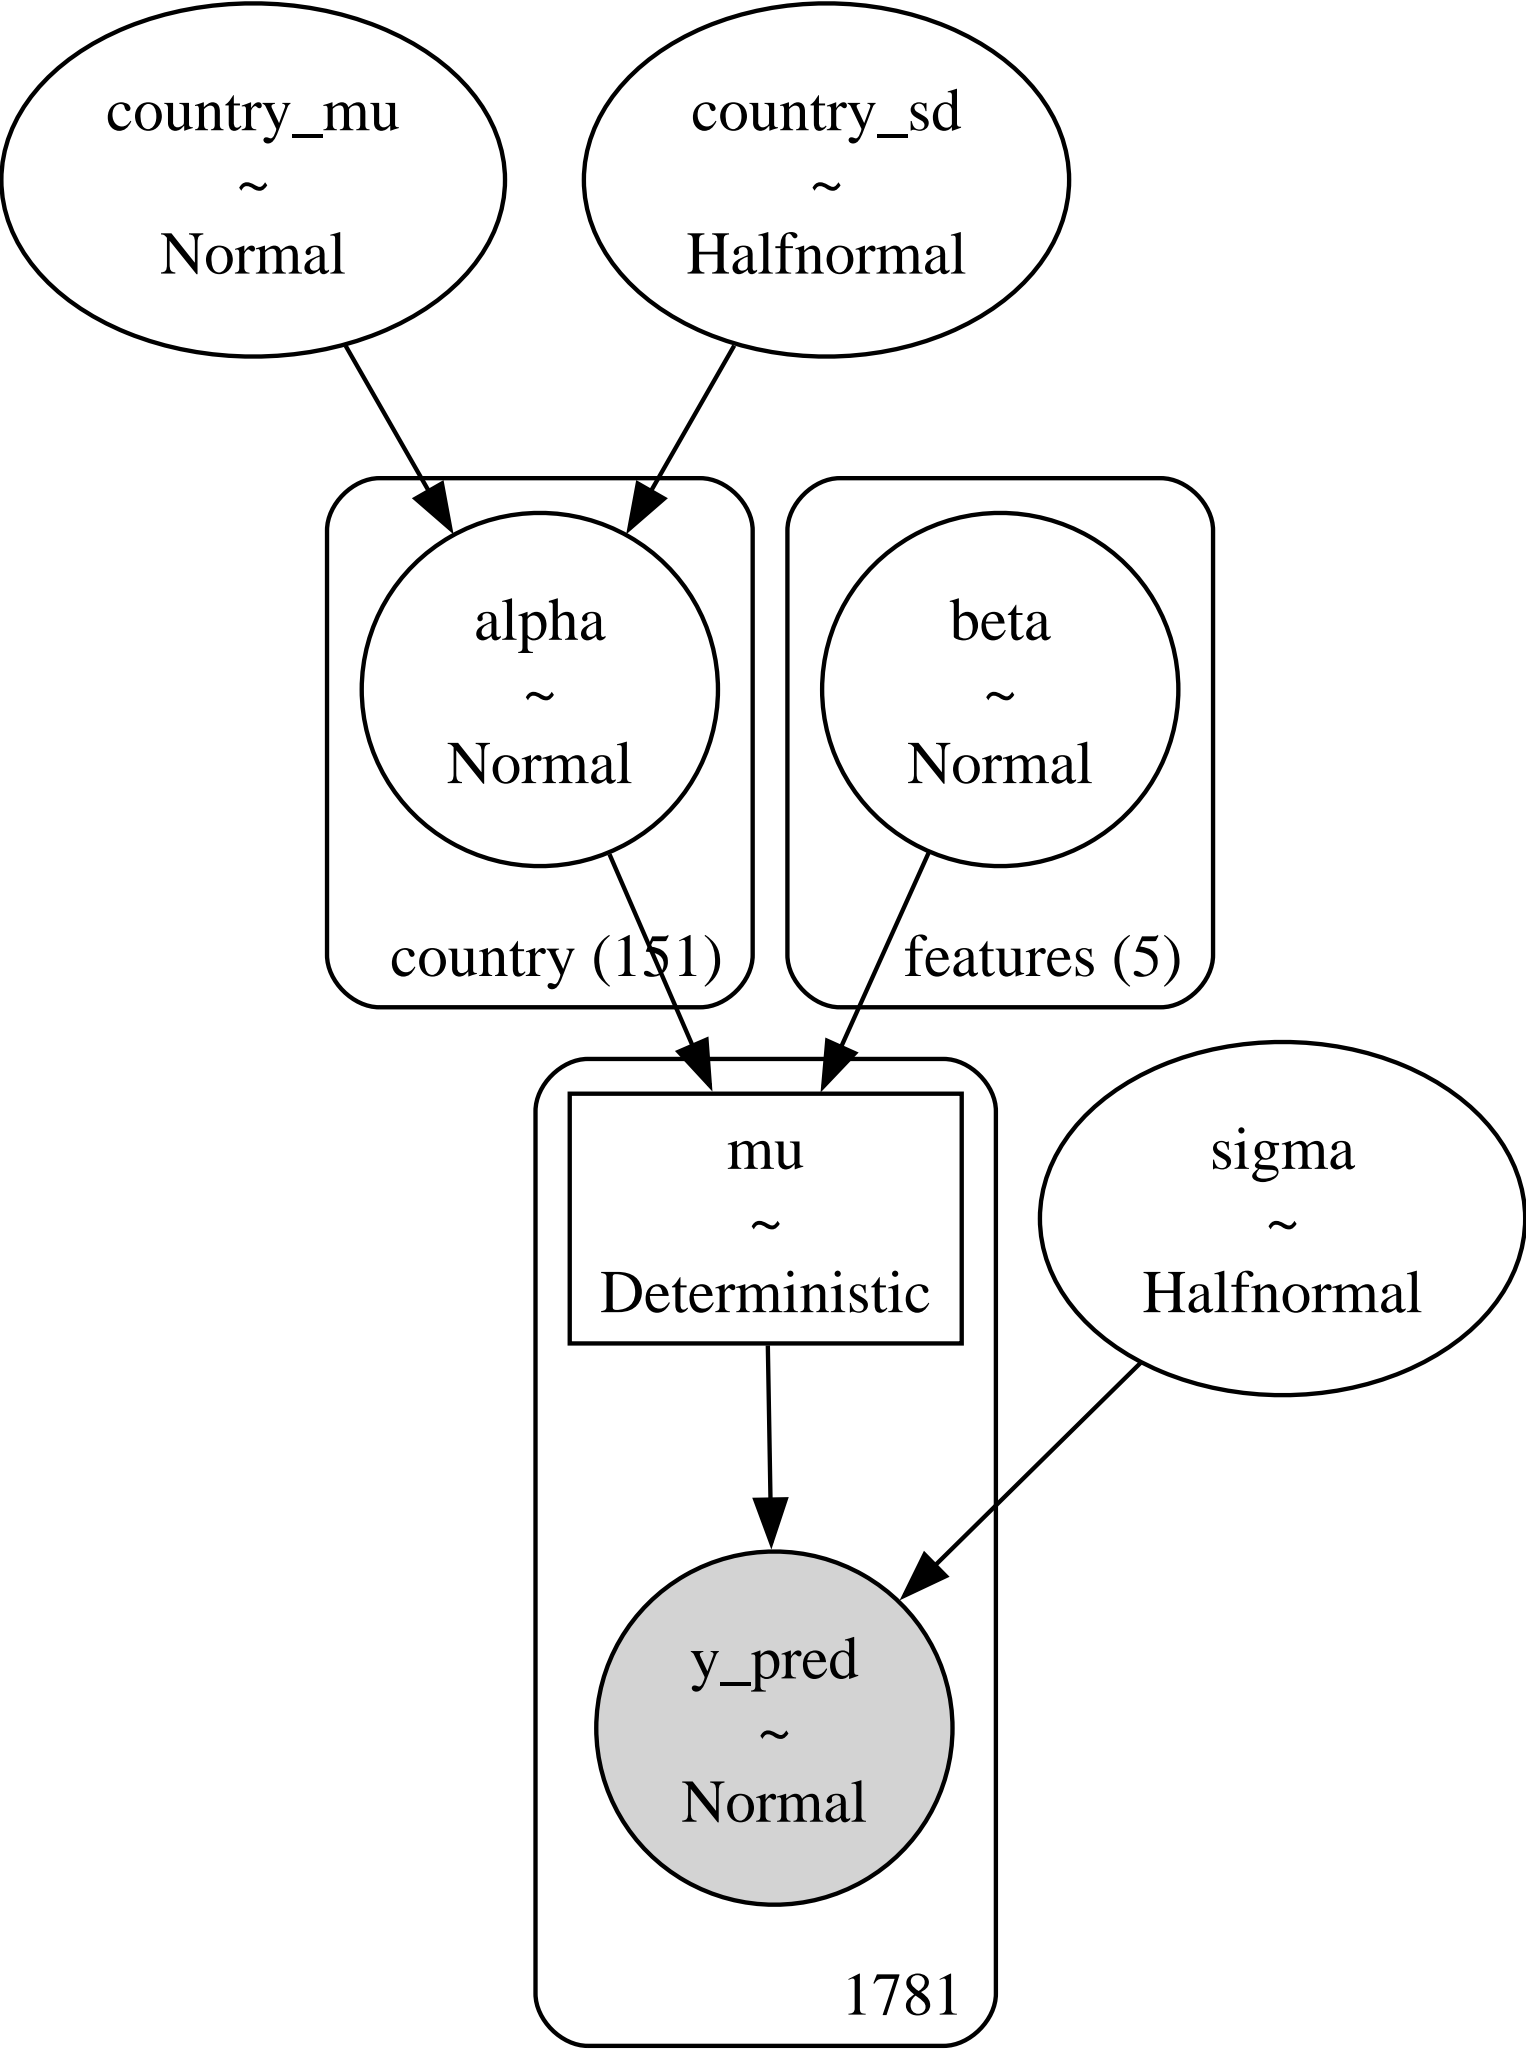 country_mu
~
Normal
country_sd
~
Halfnormal
alpha
~
Normal
country (151)
beta
~
Normal
features (5)
mu
~
Deterministic
sigma
~
Halfnormal
y_pred
~
Normal
1781